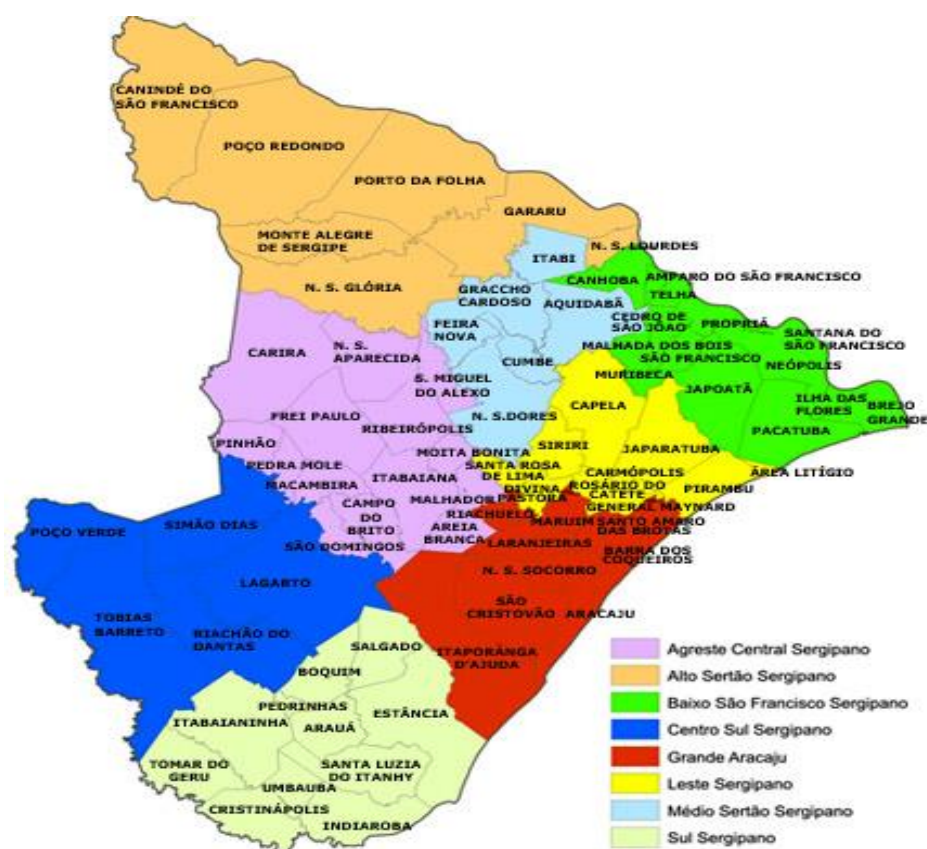 CANINDÉ DO
SÃO FRANCISCO
POÇO REDONDO
PORTO DA FOLHA
GARARU
MONTE ALEGRE
DE SERGIPE
N. S. LOURDES
ITABI
N. S. GLÓRIA
GRACCHO
CARDOSO
CANHOBA
AMPARO DO SÃO FRANCISCO
TELHA
AQUIDABÃ
CEDRO DE
SÃO JOÃO
PROPRIÁ
SANTANA DO
SÃO FRANCISCO
FEIRA
NOVA
CARIRA
N. S.
APARECIDA
CUMBE
MALHADA DOS BOIS
SÃO FRANCISCO
NEÓPOLIS
MURIBECA
S. MIGUEL
DO ALEXO
JAPOATÃ
ILHA DAS
FLORES
BREJO
GRANDE
CAPELA
FREI PAULO
N. S.DORES
RIBEIRÓPOLIS
PACATUBA
PINHÃO
SIRIRI
JAPARATUBA
MOITA BONITA
PEDRA MOLE
SANTA ROSA
DE LIMA
CARMÓPOLIS
ÁREA LITÍGIO
MACAMBIRA
ITABAIANA
DIVINA
PASTORA
ROSÁRIO DO
CATETE
PIRAMBU
MALHADOR
CAMPO
DO
BRITO
RIACHUELO
GENERAL MAYNARD
POÇO VERDE
SIMÃO DIAS
AREIA
BRANCA
MARUIM
SANTO AMARO
DAS BROTAS
SÃO DOMINGOS
LARANJEIRAS
BARRA DOS
COQUEIROS
LAGARTO
N. S. SOCORRO
SÃO
CRISTOVÃO
ARACAJU
TOBIAS
BARRETO
RIACHÃO DO
DANTAS
SALGADO
ITAPORÂNGA
D'AJUDA
BOQUIM
PEDRINHAS
ITABAIANINHA
ARAUÁ
ESTÂNCIA
TOMAR DO
GERU
SANTA LUZIA
DO ITANHY
UMBAUBA
CRISTINÁPOLIS
INDIAROBA
Agreste Central Sergipano
Alto Sertão Sergipano
Baixo São Francisco Sergipano
Centro Sul Sergipano
Grande Aracaju
Leste Sergipano
Médio Sertão Sergipano
Sul Sergipano